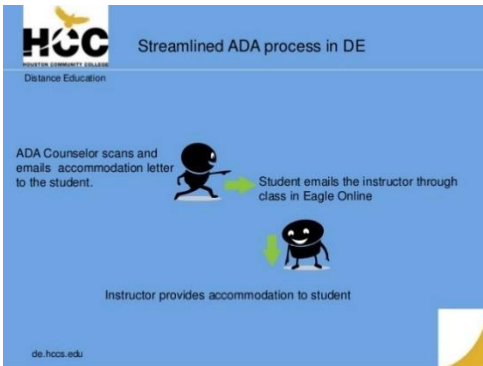 HCC
HOUSTON COMMUNITY COLLEGE
Streamlined ADA process in DE
Distance Education
ADA Counselor scans and
emails accommodation letter
to the student.
Student emails the instructor through
class in Eagle Online
Instructor provides accommodation to student
de.hccs.edu